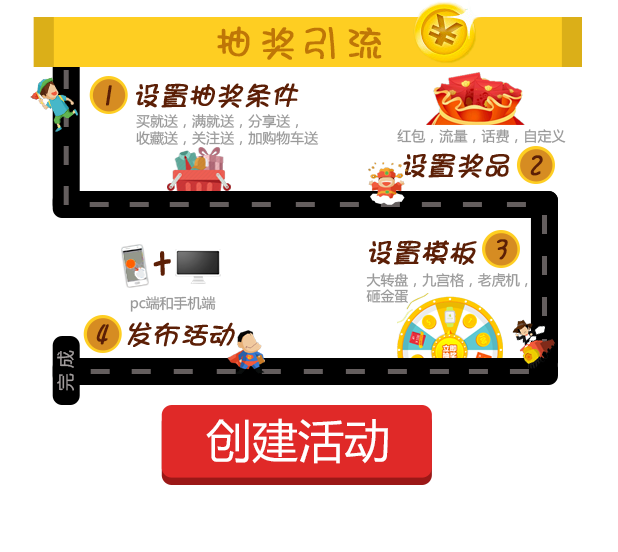 抽奖引流
¥
1 设置抽奖条件
买就送，满就送，分享送，
收藏送，关注送，加购物车送
红包，流量，话费，自定义
设置奖品 2
设置模板 3
大转盘，九宫格，老虎机，
砸金蛋
pc端和手机端
4 发布活动
完成
创建活动